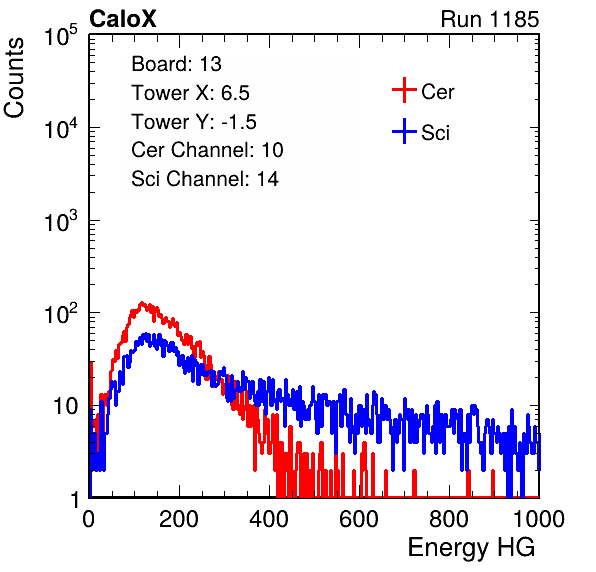 CaloX Run 1185
Counts
10^5
10^4
10^3
10^2
10
1
Board: 13
Tower X: 6.5
Tower Y: -1.5
Cer Channel: 10
Sci Channel: 14
Cer
Sci
0 200 400 600 800 1000
Energy HG